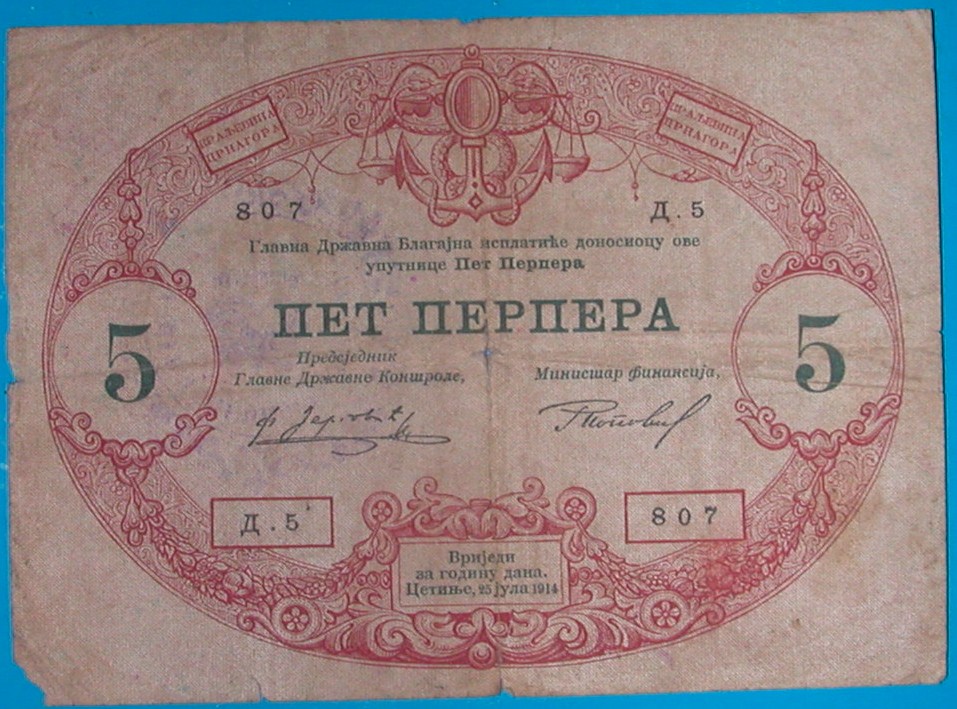 КРАЉЕВИНА
ЦРНАГОРА
КРАЉЕВИНА
ЦРНАГОРА
807
Д.5
Главна Државна Благајна исплатиће доносиоцу ове
упутнице Пет Перпера
ПЕТ ПЕРПЕРА
5
5
Предсједник
Главне Државне Контроле,
Министар финансија,
Д.5
807
Вриједи
за годину дана.
Цетиње, 25 јула 1914